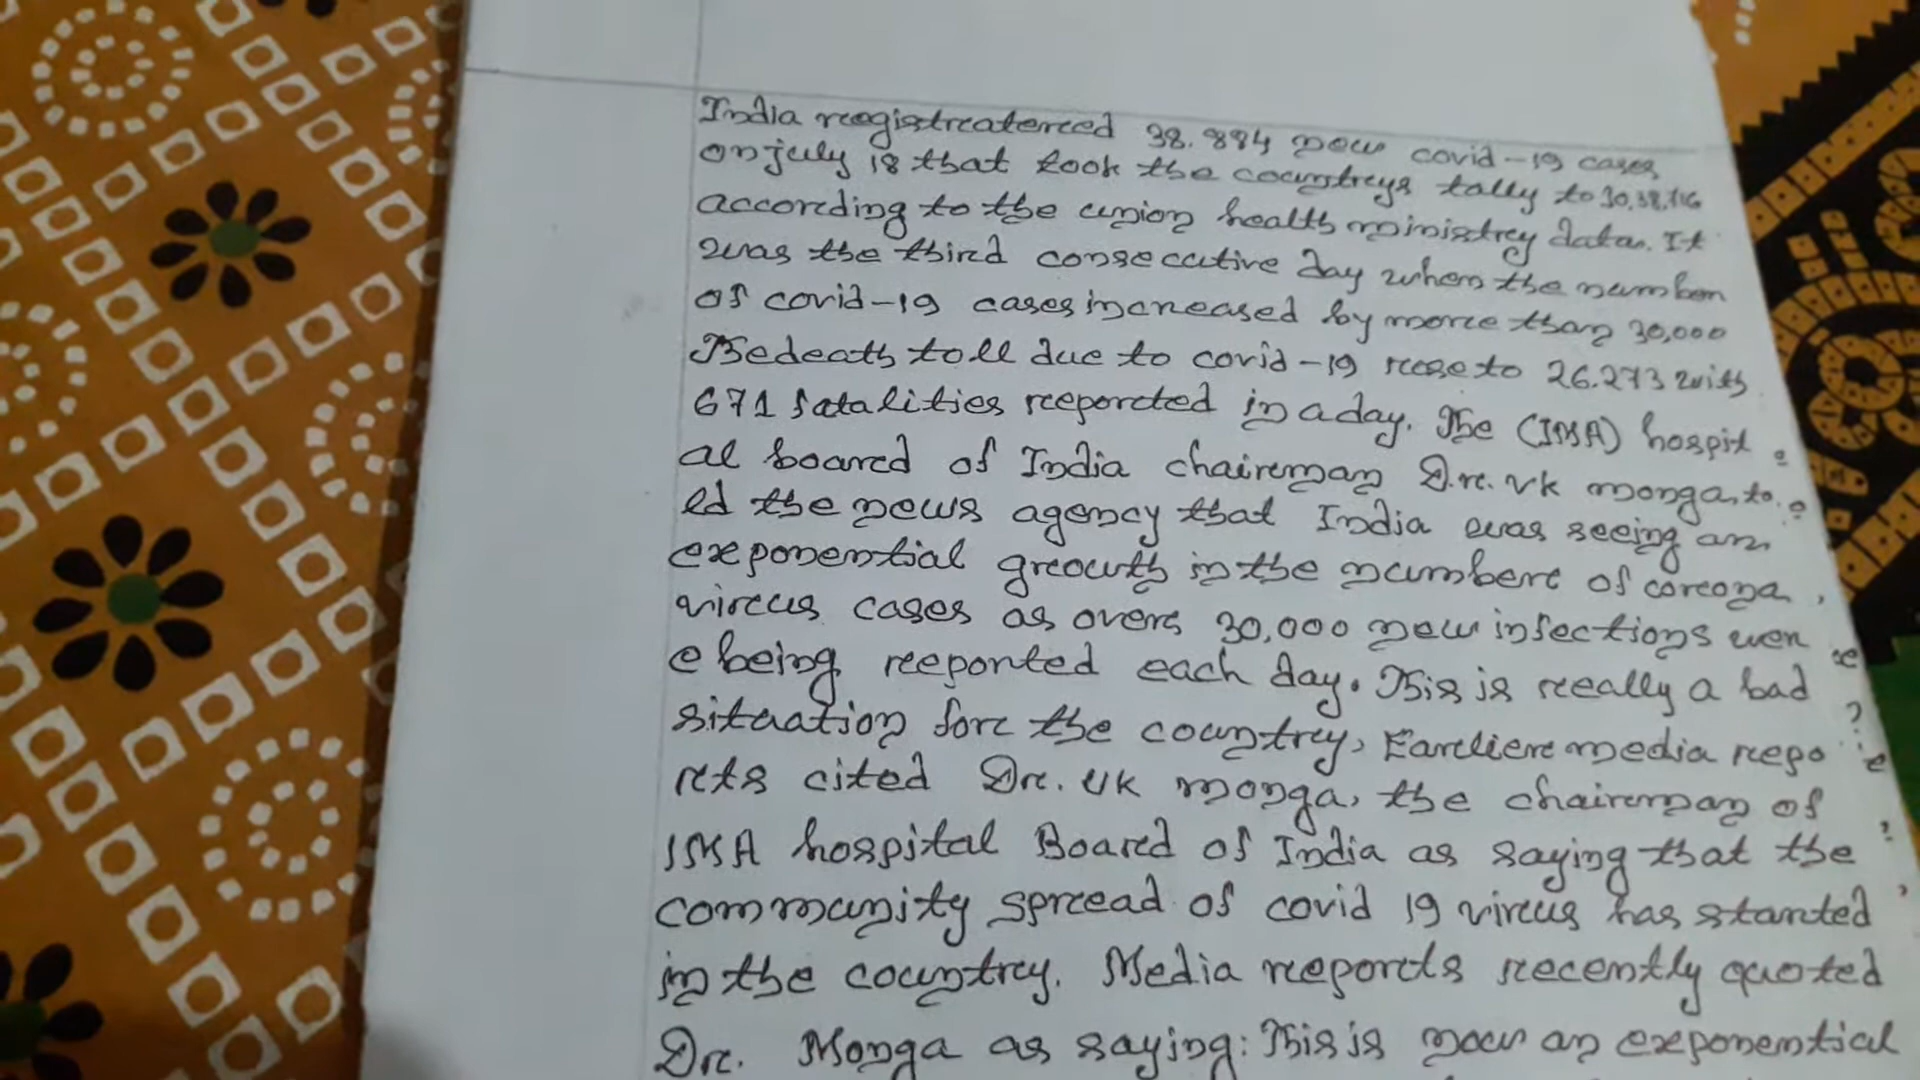 India registreatereed 38.884 new covid-19 cases
on july 18 that took the countreys tally to 30,38,716
according to the union health ministrey data. It
was the third consecutive day when the number
of covid-19 cases increased by more than 30,000
The death toll due to covid-19 rose to 26.273 with
671 fatalities reported in a day. The (IMA) hospit
al board of India chairman Dr. vk monga, to
ld the news agency that India was seeing an
exponential growth in the number of corona
virus cases as overs 30,000 new infections wer
e being reported each day. This is really a bad
situation for the country, Earlier media repo
rts cited Dr. VK monga, the chairman of
IMA hospital Board of India as saying that the
community spread of covid 19 virus has started
in the country. Media reports recently quoted
Dr. Monga as saying: This is now an exponential